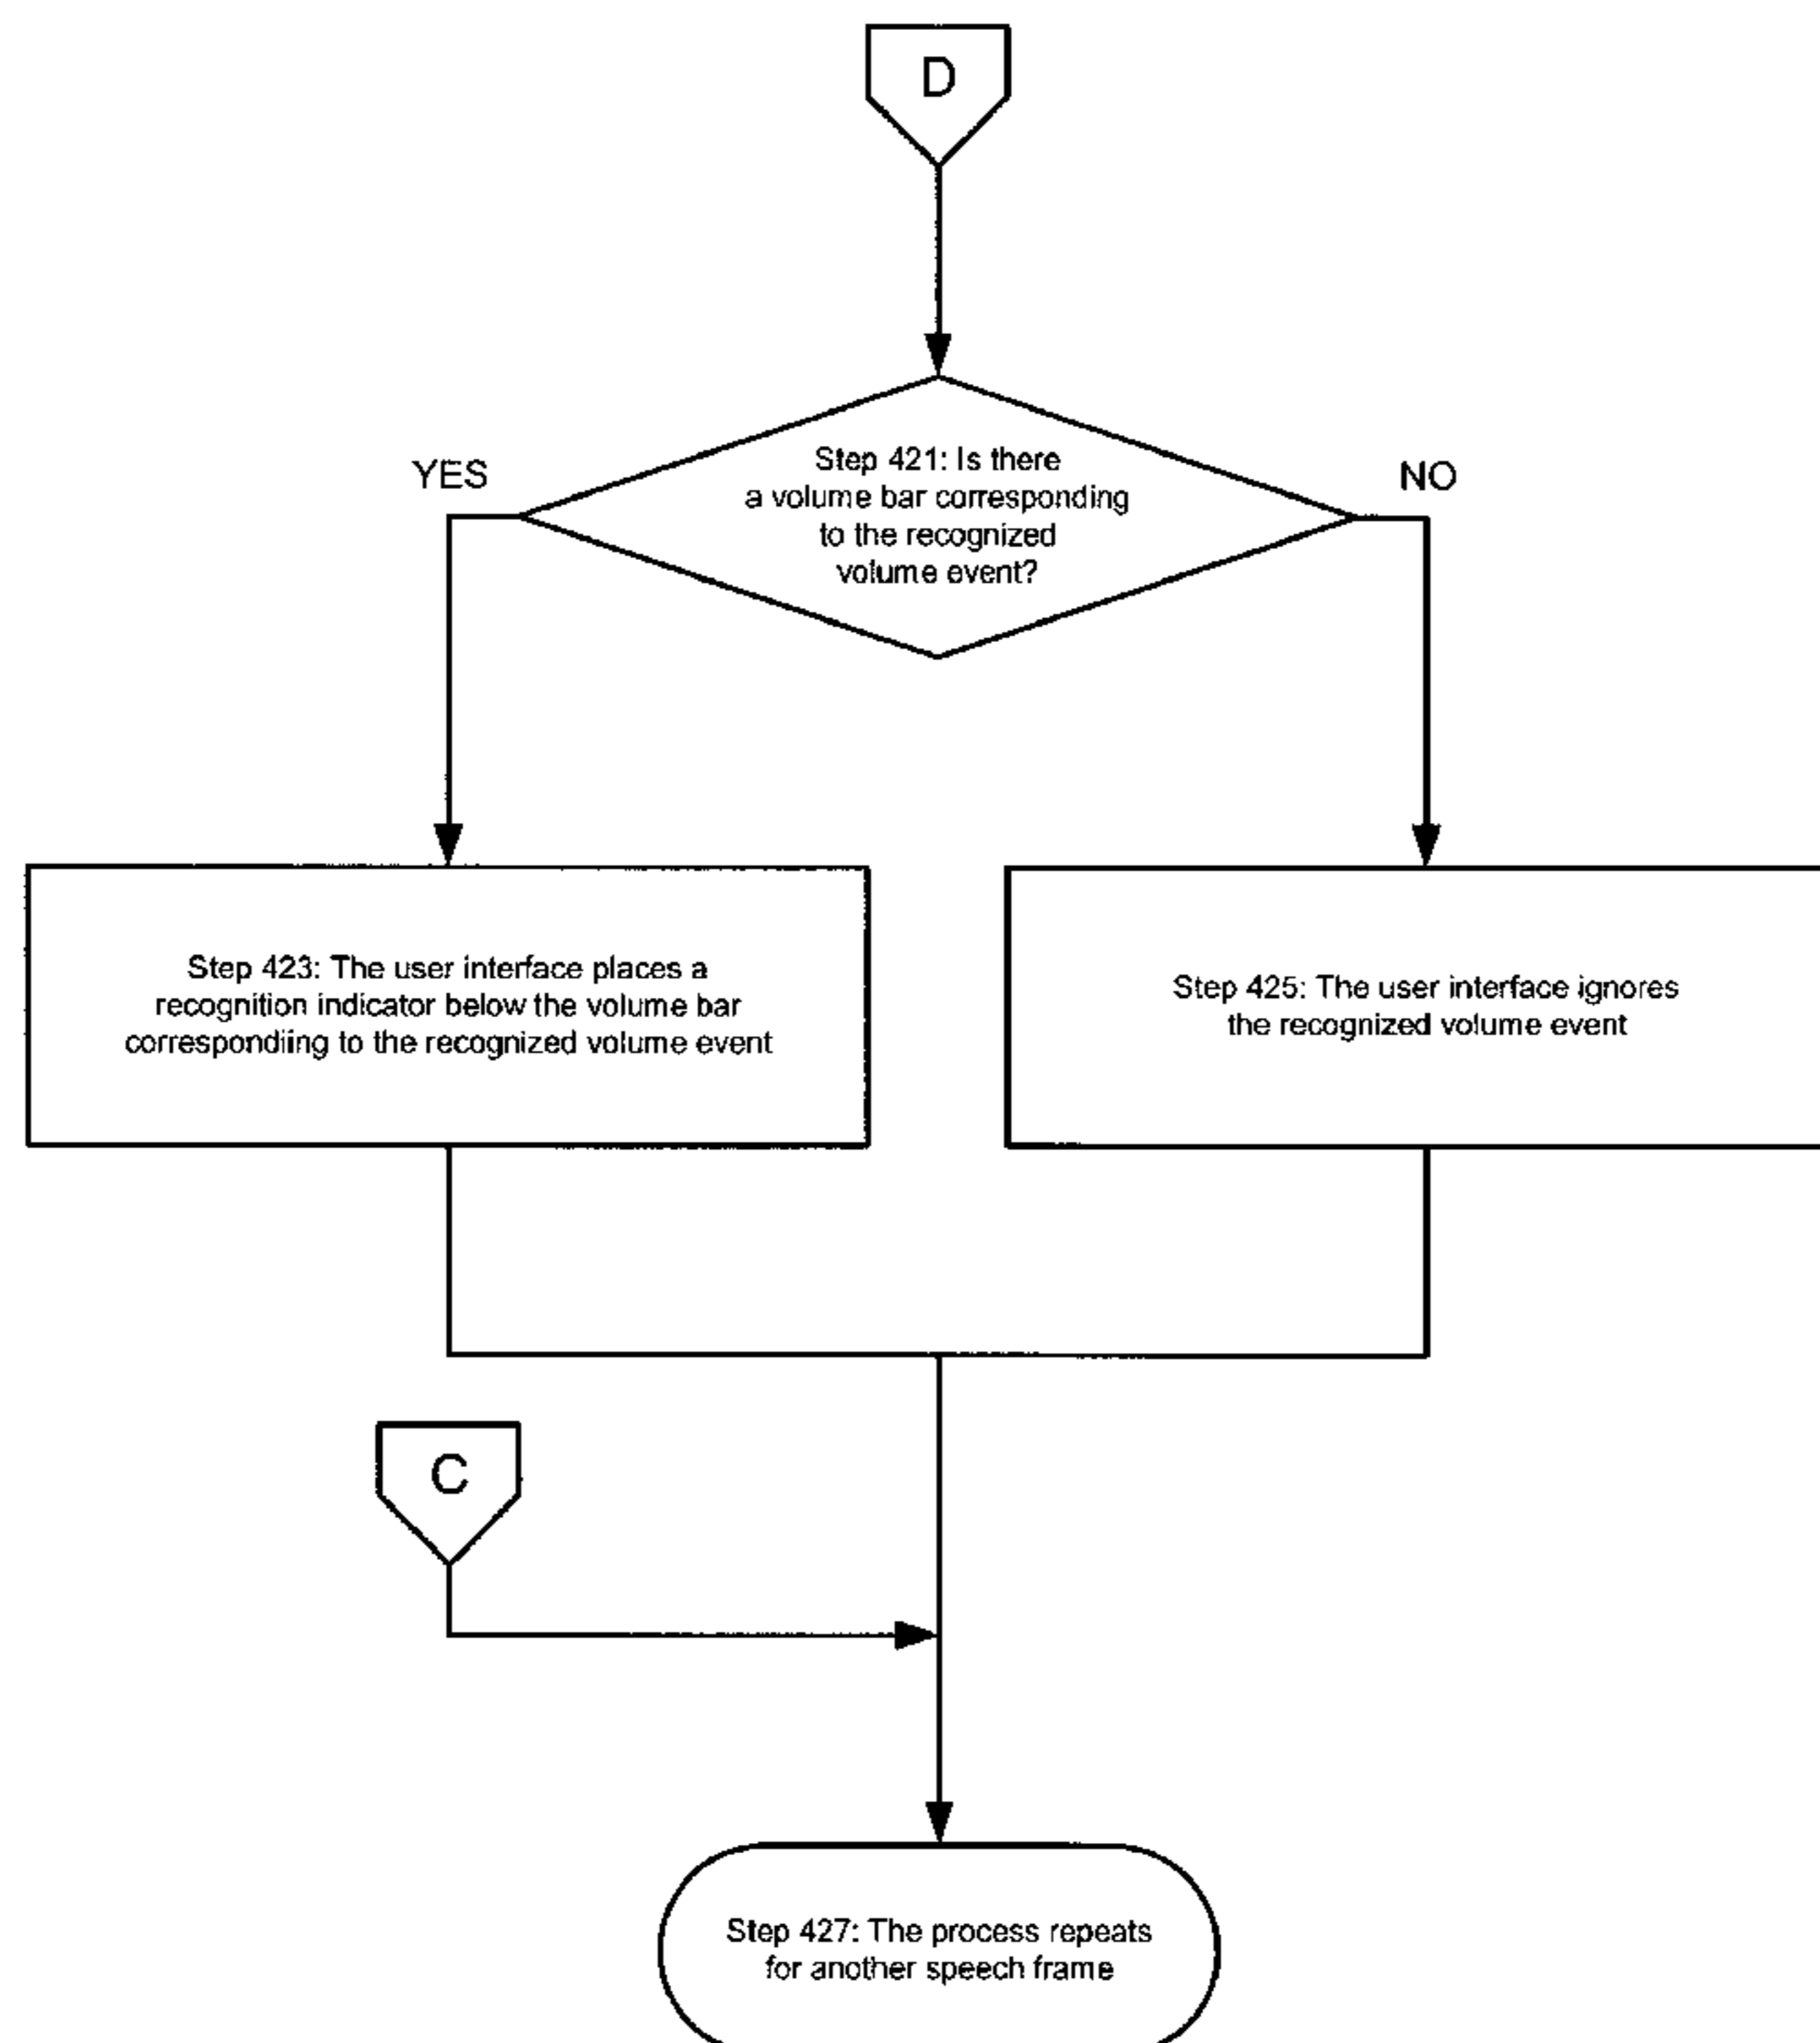 D
Step 421: Is there
a volume bar corresponding
to the recognized
volume event?
YES
NO
Step 423: The user interface places a
recognition indicator below the volume bar
correspondiing to the recognized volume event
Step 425: The user interface ignores
the recognized volume event
C
Step 427: The process repeats
for another speech frame